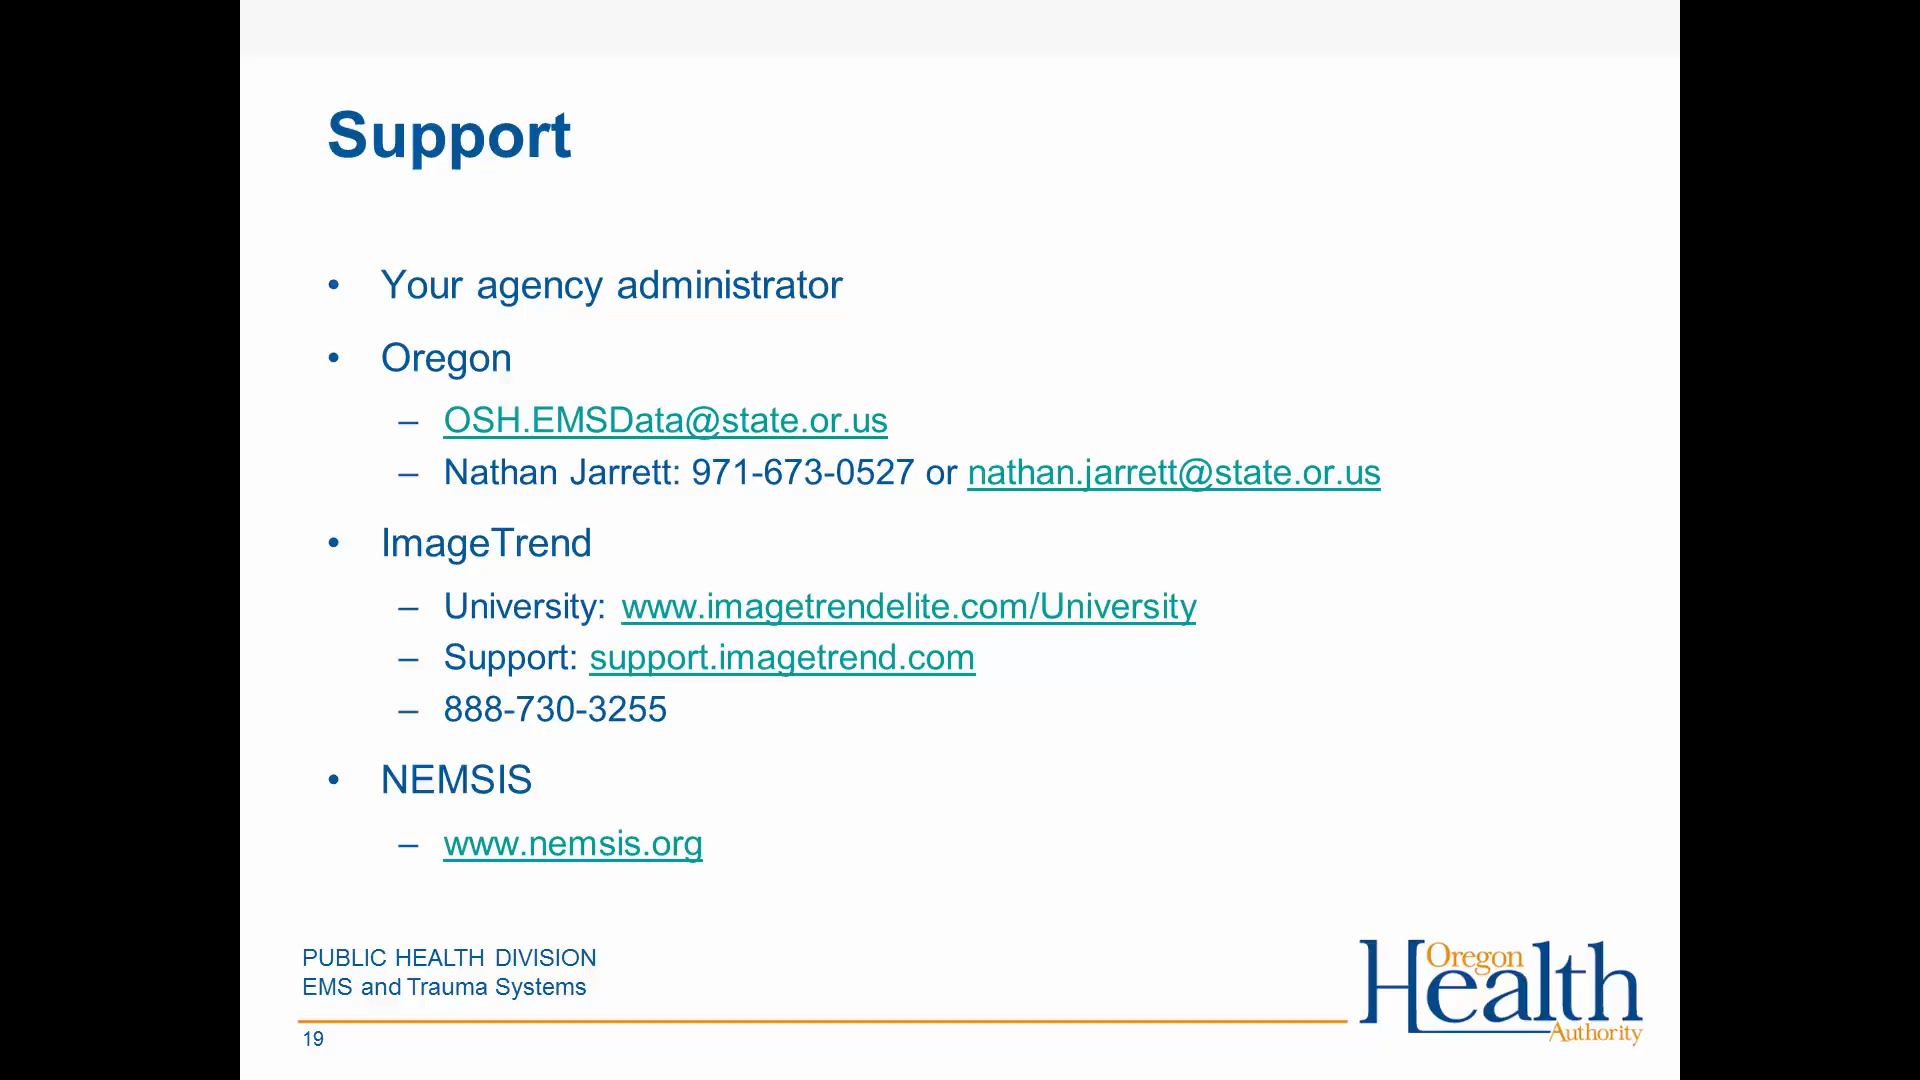 Support
• Your agency administrator
• Oregon
– OSH.EMSData@state.or.us
– Nathan Jarrett: 971-673-0527 or nathan.jarrett@state.or.us
• ImageTrend
– University: www.imagetrendelite.com/University
– Support: support.imagetrend.com
– 888-730-3255
• NEMSIS
– www.nemsis.org
PUBLIC HEALTH DIVISION
EMS and Trauma Systems
19
Oregon
Health
Authority